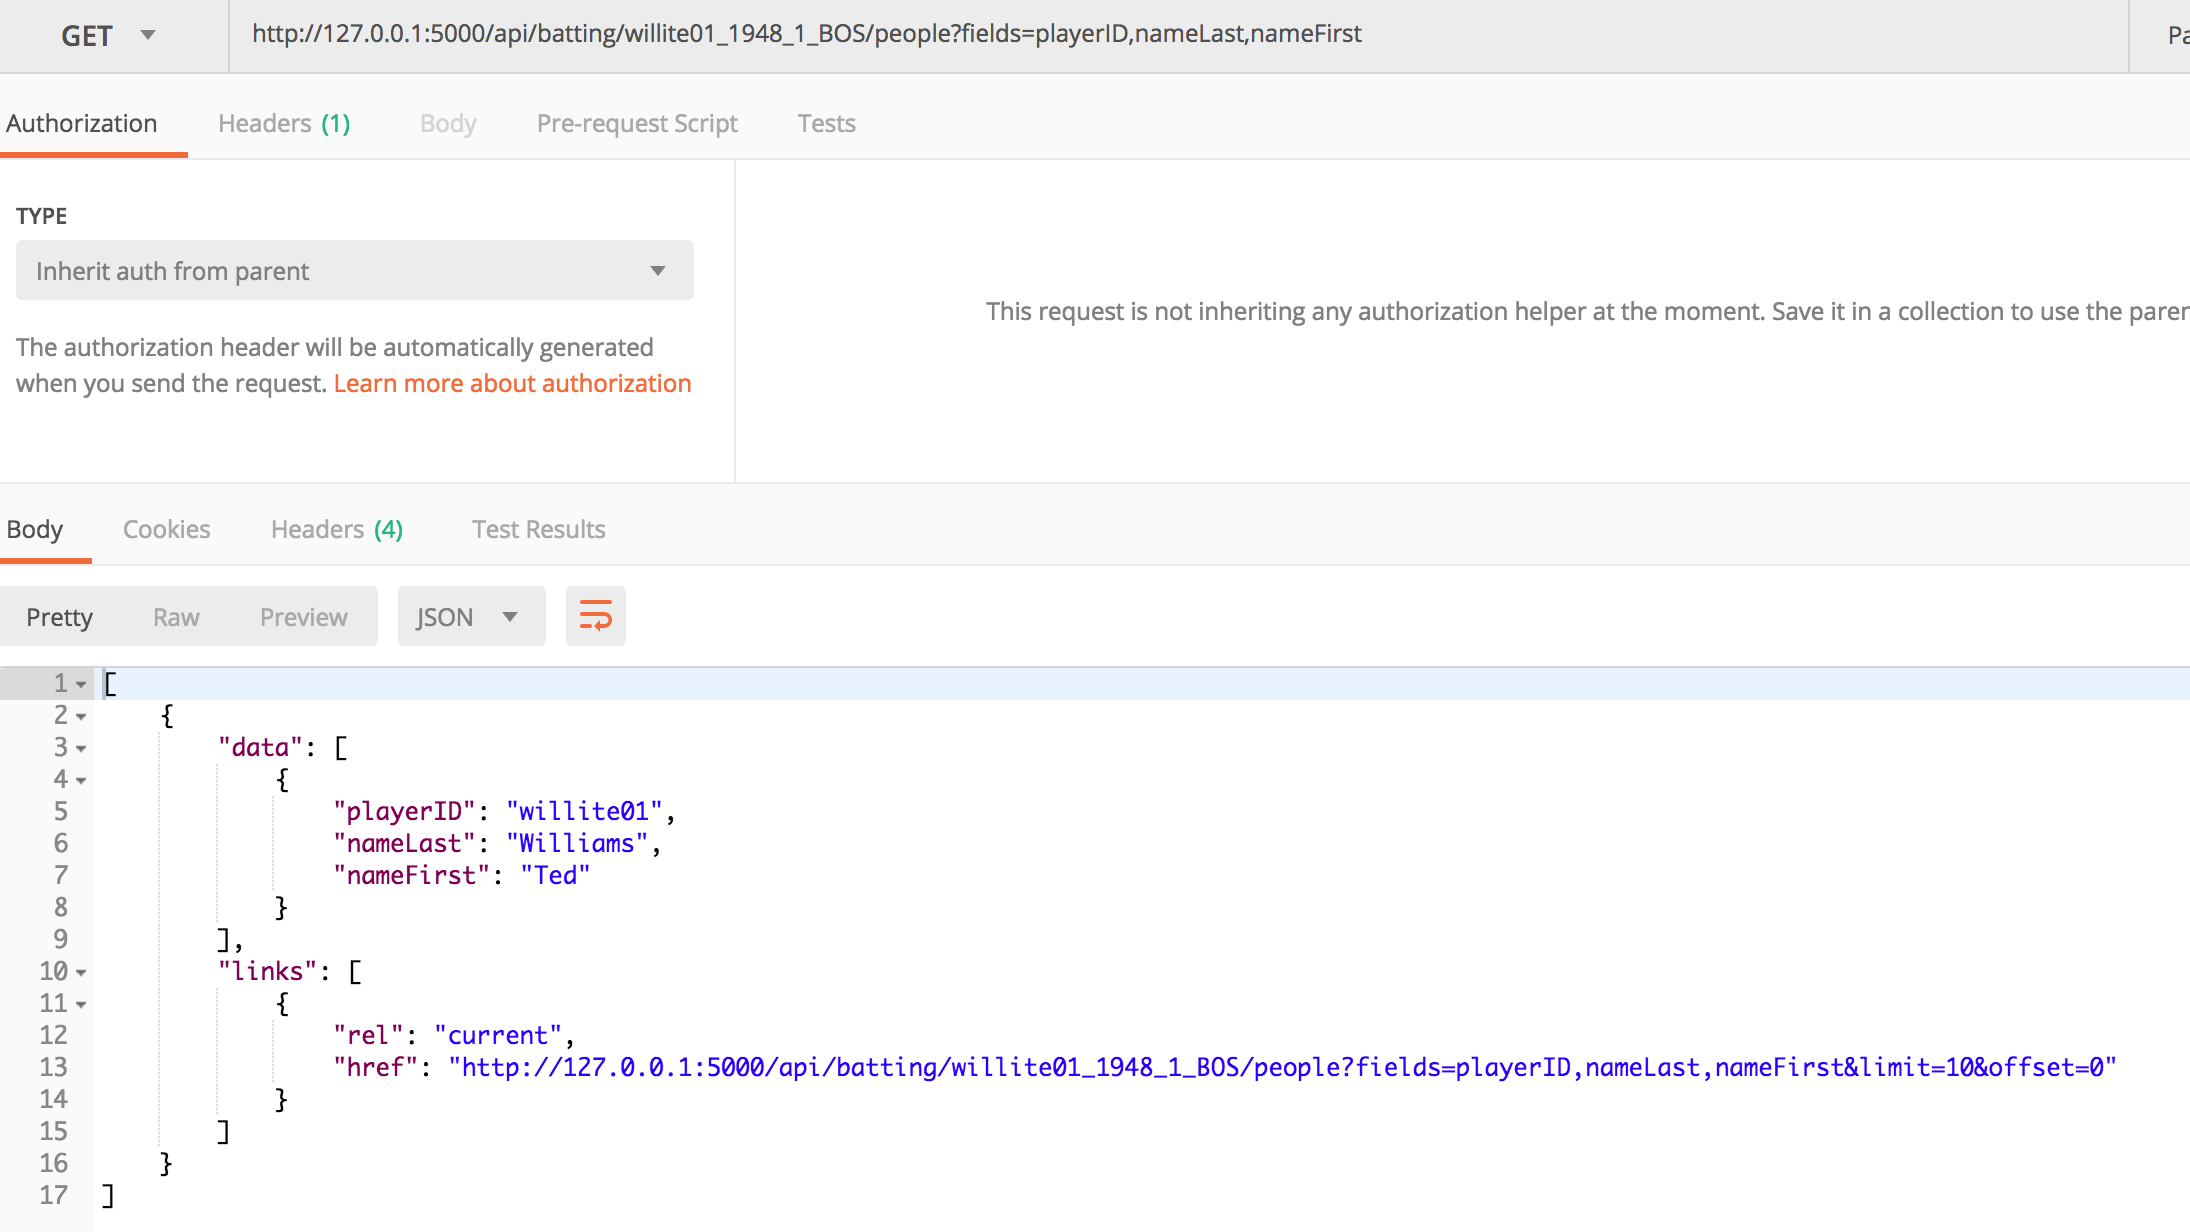 GET http://127.0.0.1:5000/api/batting/willite01_1948_1_BOS/people?fields=playerID,nameLast,nameFirst Pa
Authorization Headers (1) Body Pre-request Script Tests
TYPE
Inherit auth from parent
The authorization header will be automatically generated
when you send the request. Learn more about authorization
This request is not inheriting any authorization helper at the moment. Save it in a collection to use the paren
Body Cookies Headers (4) Test Results
Pretty Raw Preview JSON
1 [
2 {
3 "data": [
4 {
5 "playerID": "willite01",
6 "nameLast": "Williams",
7 "nameFirst": "Ted"
8 }
9 ],
10 "links": [
11 {
12 "rel": "current",
13 "href": "http://127.0.0.1:5000/api/batting/willite01_1948_1_BOS/people?fields=playerID,nameLast,nameFirst&limit=10&offset=0"
14 }
15 ]
16 }
17 ]